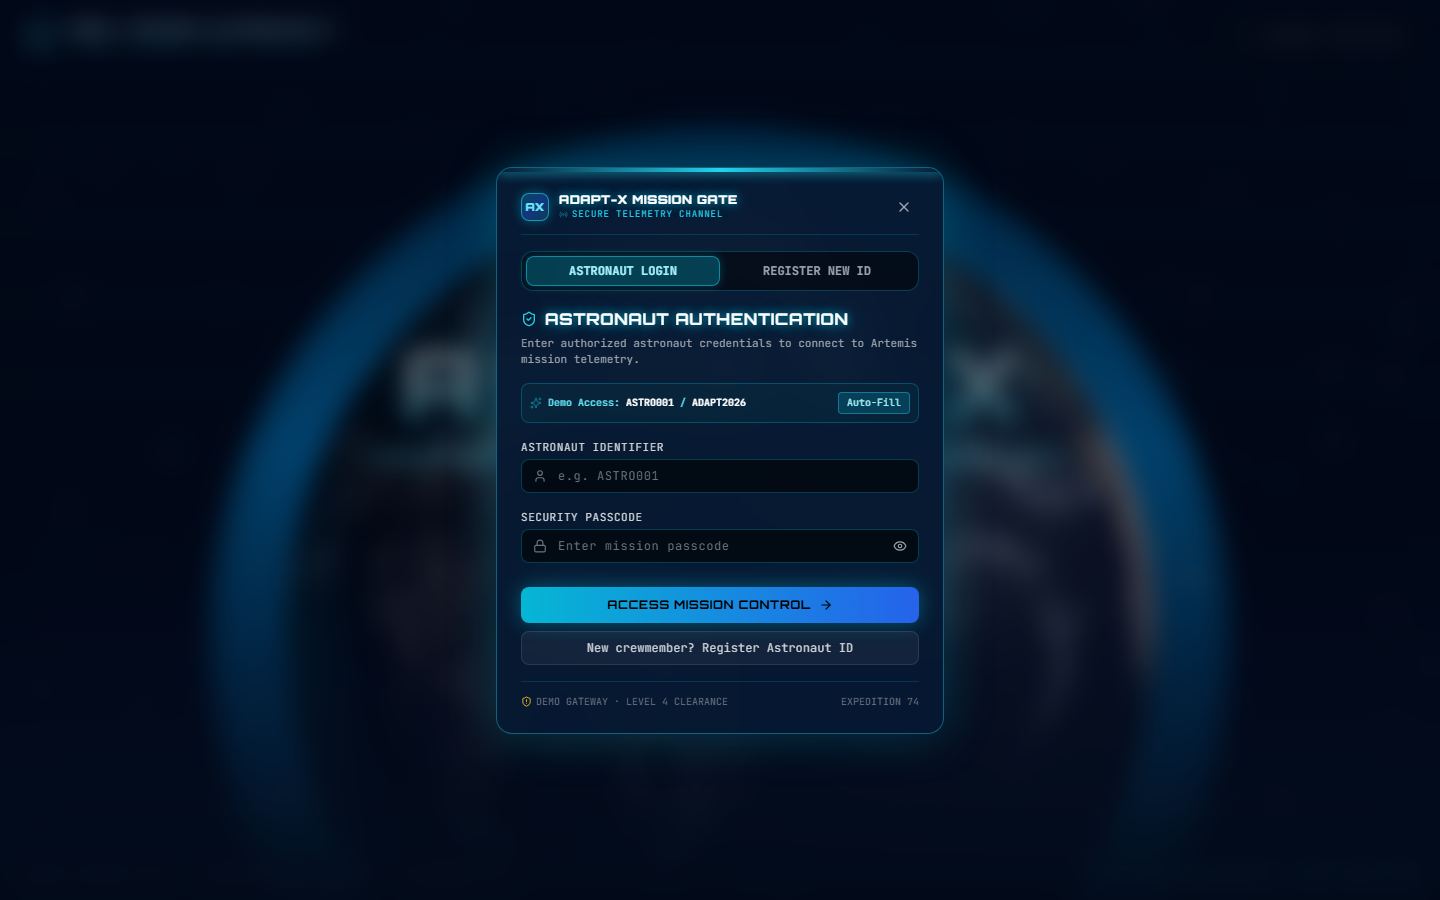 AX
ADAPT-X MISSION GATE
SECURE TELEMETRY CHANNEL
ASTRONAUT LOGIN
REGISTER NEW ID
ASTRONAUT AUTHENTICATION
Enter authorized astronaut credentials to connect to Artemis
mission telemetry.
Demo Access: ASTRO001 / ADAPT2026
Auto-Fill
ASTRONAUT IDENTIFIER
e.g. ASTRO001
SECURITY PASSCODE
Enter mission passcode
ACCESS MISSION CONTROL
New crewmember? Register Astronaut ID
DEMO GATEWAY · LEVEL 4 CLEARANCE
EXPEDITION 74